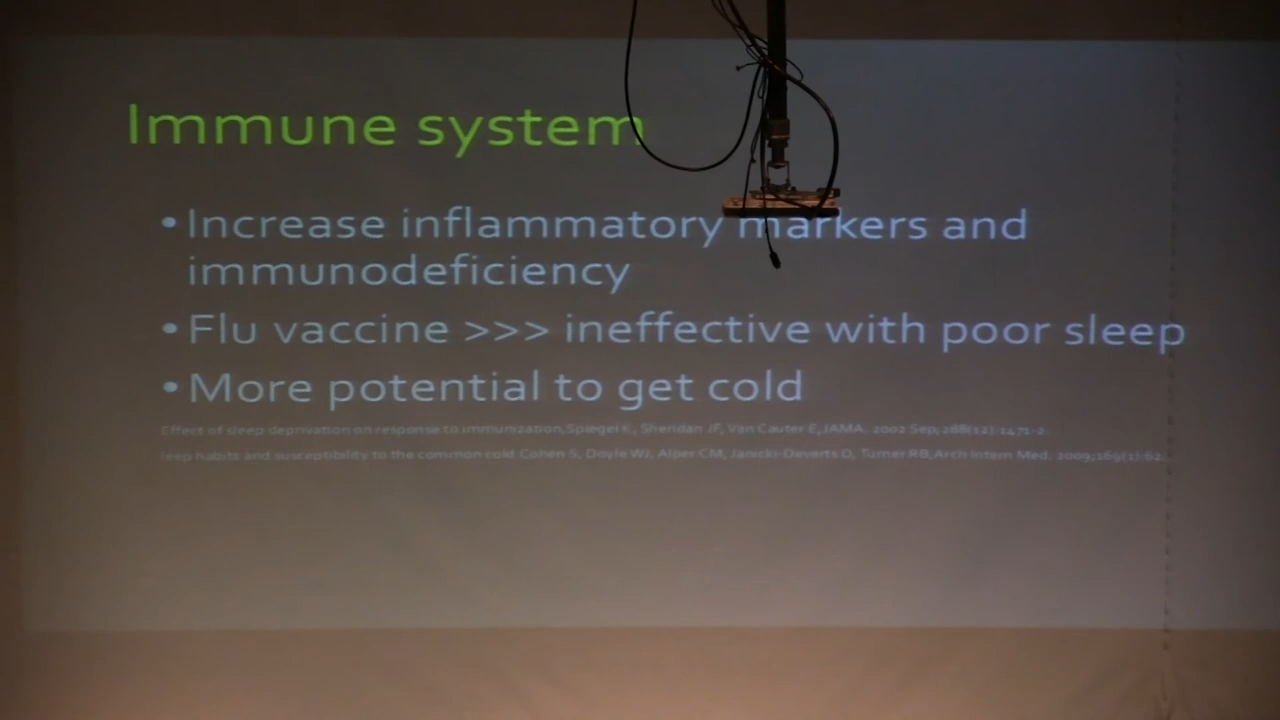 Immune system
• Increase inflammatory markers and
immunodeficiency
• Flu vaccine >>> ineffective with poor sleep
• More potential to get cold
Effect of sleep deprivation on response to immunization,Spiegel K, Sheridan JF, Van Cauter E,JAMA. 2002 Sep;288(12):1471-2.
leep habits and susceptibility to the common cold Cohen S, Doyle WJ, Alper CM, Janicki-Deverts D, Turner RB,Arch Intern Med. 2009;169(1):62.